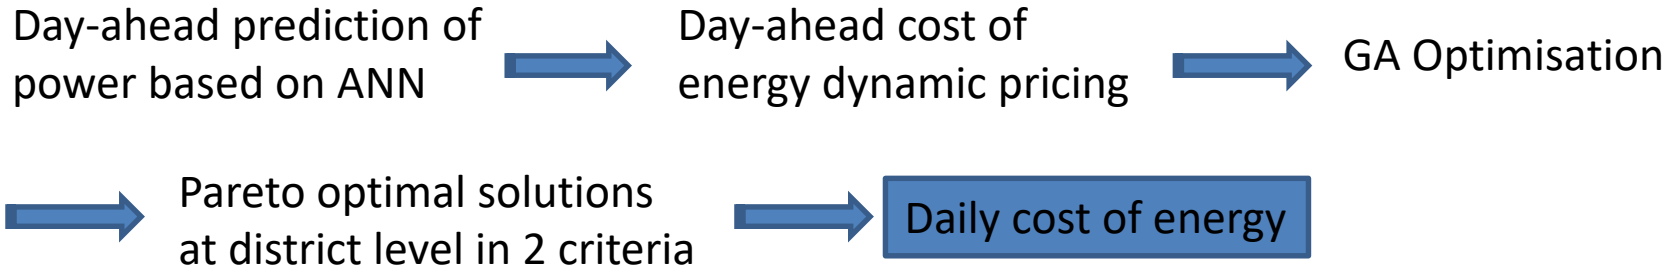 Day-ahead prediction of
power based on ANN
Day-ahead cost of
energy dynamic pricing
GA Optimisation
Pareto optimal solutions
at district level in 2 criteria
Daily cost of energy